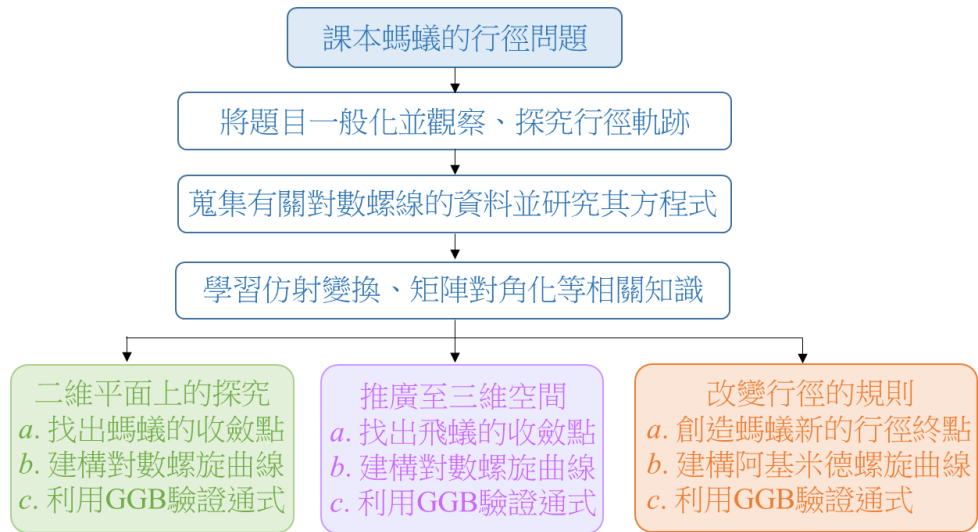 課本螞蟻的行徑問題
將題目一般化並觀察、探究行徑軌跡
蒐集有關對數螺線的資料並研究其方程式
學習仿射變換、矩陣對角化等相關知識
二維平面上的探究
a. 找出螞蟻的收斂點
b. 建構對數螺旋曲線
c. 利用GGB驗證通式
推廣至三維空間
a. 找出飛蟻的收斂點
b. 建構對數螺旋曲線
c. 利用GGB驗證通式
改變行徑的規則
a. 創造螞蟻新的行徑終點
b. 建構阿基米德螺旋曲線
c. 利用GGB驗證通式